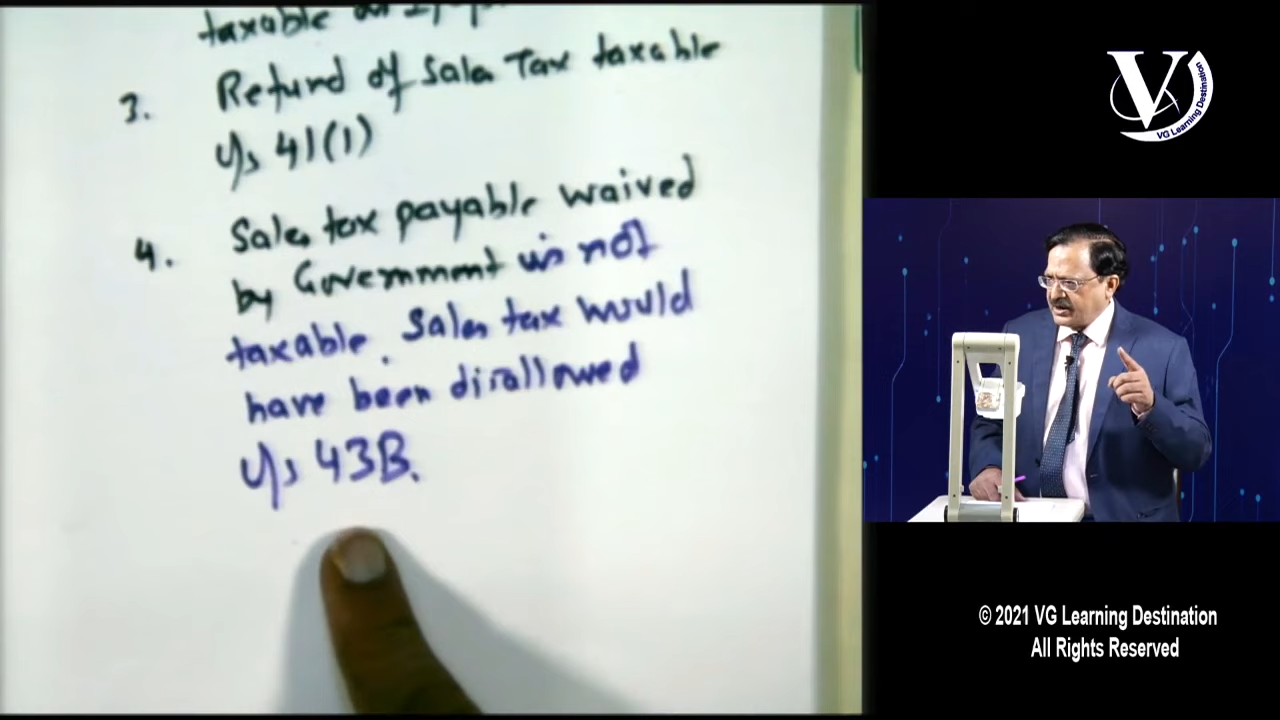 taxable
3. Refund of Sales Tax taxable
u/s 41(1)
4. Sales tax payable waived
by Government is not
taxable. Sales tax would
have been disallowed
u/s 43B.
V
VG Learning Destination
© 2021 VG Learning Destination
All Rights Reserved